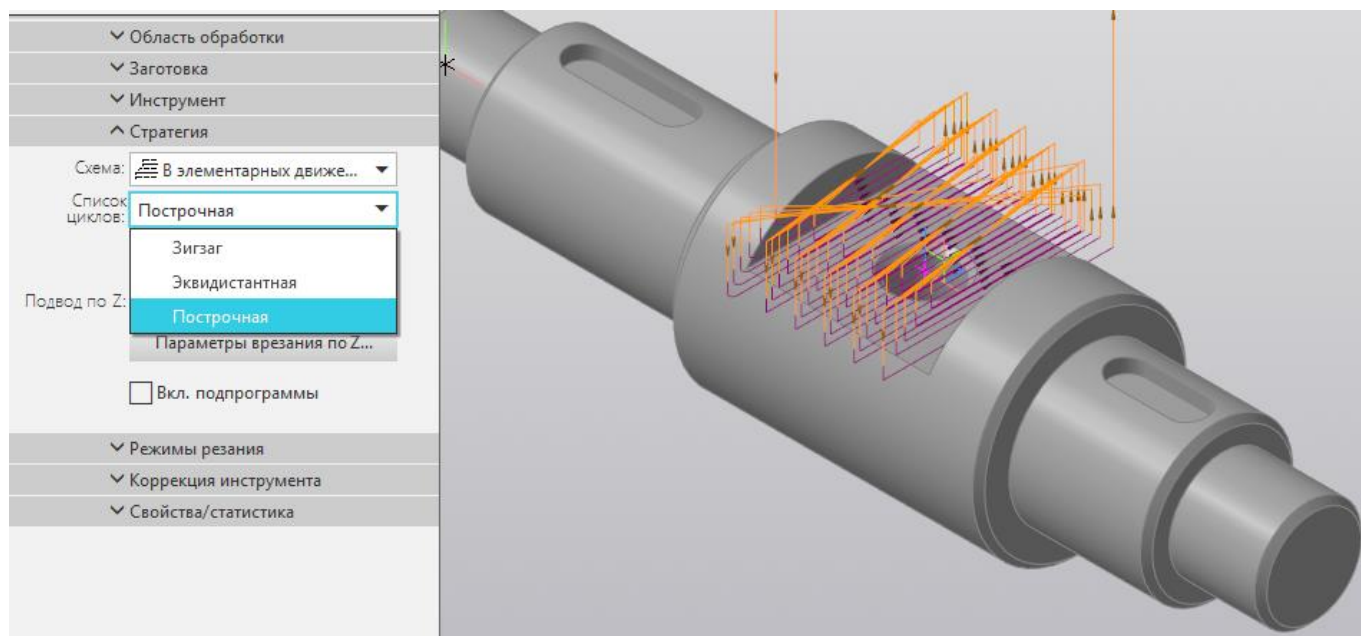 Область обработки
Заготовка
Инструмент
Стратегия
Схема: В элементарных движе...
Список циклов: Построчная
Зигзаг
Эквидистантная
Подвод по Z:
Построчная
Параметры врезания по Z...
Вкл. подпрограммы
Режимы резания
Коррекция инструмента
Свойства/статистика